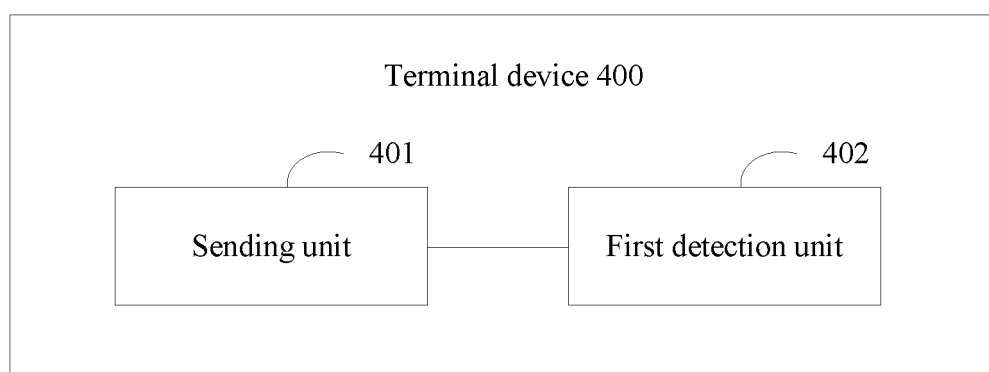 Terminal device 400
401
402
Sending unit
First detection unit